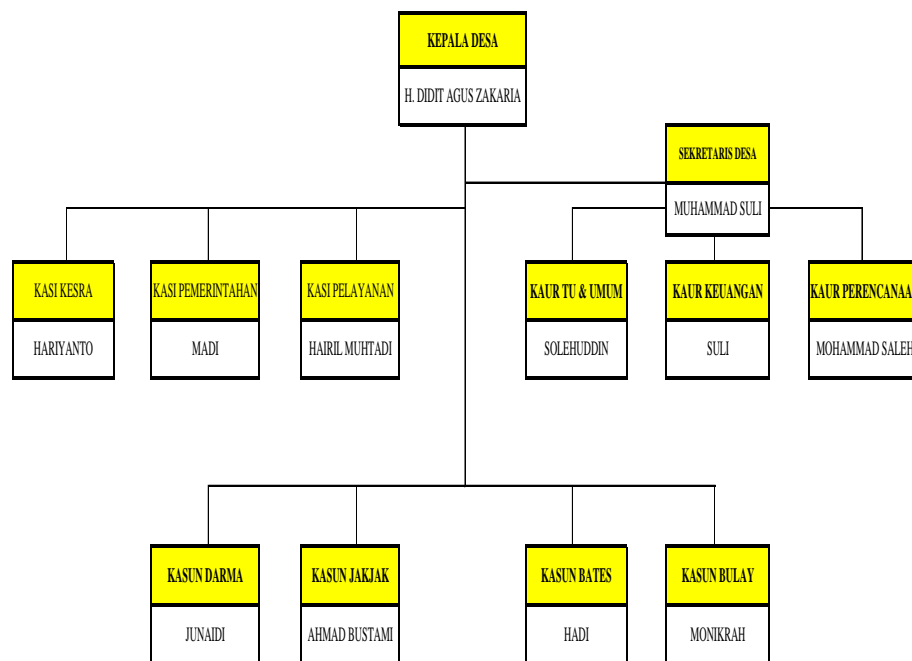 KEPALA DESA
H. DIDIT AGUS ZAKARIA
SEKRETARIS DESA
MUHAMMAD SULI
KASI KESRA
HARIYANTO
KASI PEMERINTAHAN
MADI
KASI PELAYANAN
HAIRIL MUHTADI
KAUR TU & UMUM
SOLEHUDDIN
KAUR KEUANGAN
SULI
KAUR PERENCANAA
MOHAMMAD SALEH
KASUN DARMA
JUNAIDI
KASUN JAKJAK
AHMAD BUSTAMI
KASUN BATES
HADI
KASUN BULAY
MONIKRAH